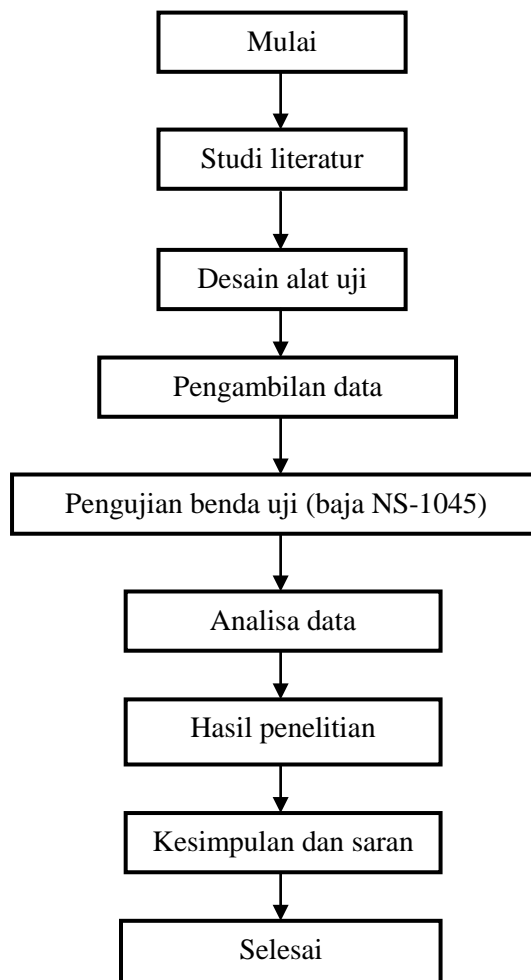 Mulai
Studi literatur
Desain alat uji
Pengambilan data
Pengujian benda uji (baja NS-1045)
Analisa data
Hasil penelitian
Kesimpulan dan saran
Selesai